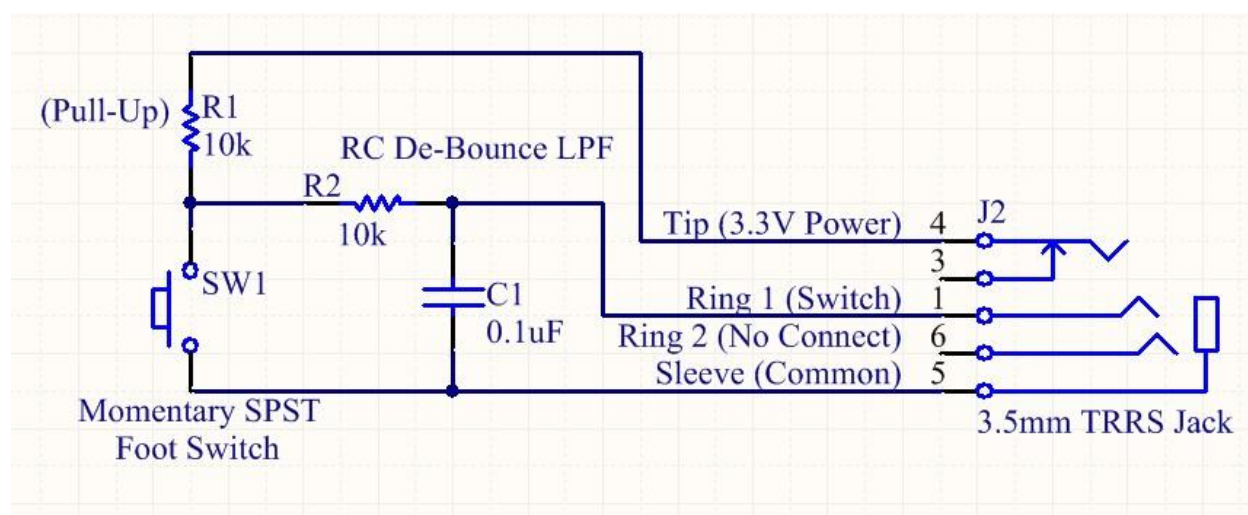 (Pull-Up)
R1
10k
RC De-Bounce LPF
R2
10k
SW1
C1
0.1uF
Tip (3.3V Power) 4
J2
3
Ring 1 (Switch) 1
Ring 2 (No Connect) 6
Sleeve (Common) 5
Momentary SPST
Foot Switch
3.5mm TRRS Jack